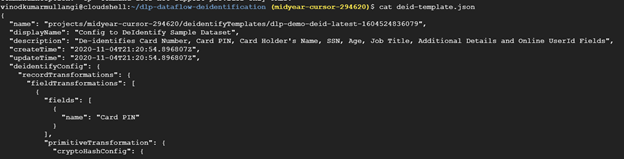 vinodkumarmullangi@cloudshell:~/dlp-dataflow-deidentification (midyear-cursor-294620)$ cat deid-template.json
{
"name": "projects/midyear-cursor-294620/deidentifyTemplates/dlp-demo-deid-latest-1604524836079",
"displayName": "Config to DeIdentify Sample Dataset",
"description": "De-identifies Card Number, Card PIN, Card Holder's Name, SSN, Age, Job Title, Additional Details and Online UserId Fields",
"createTime": "2020-11-04T21:20:54.896807Z",
"updateTime": "2020-11-04T21:20:54.896807Z",
"deidentifyConfig": {
"recordTransformations": {
"fieldTransformations": [
{
"fields": [
{
"name": "Card PIN"
}
],
"primitiveTransformation": {
"cryptoHashConfig": {